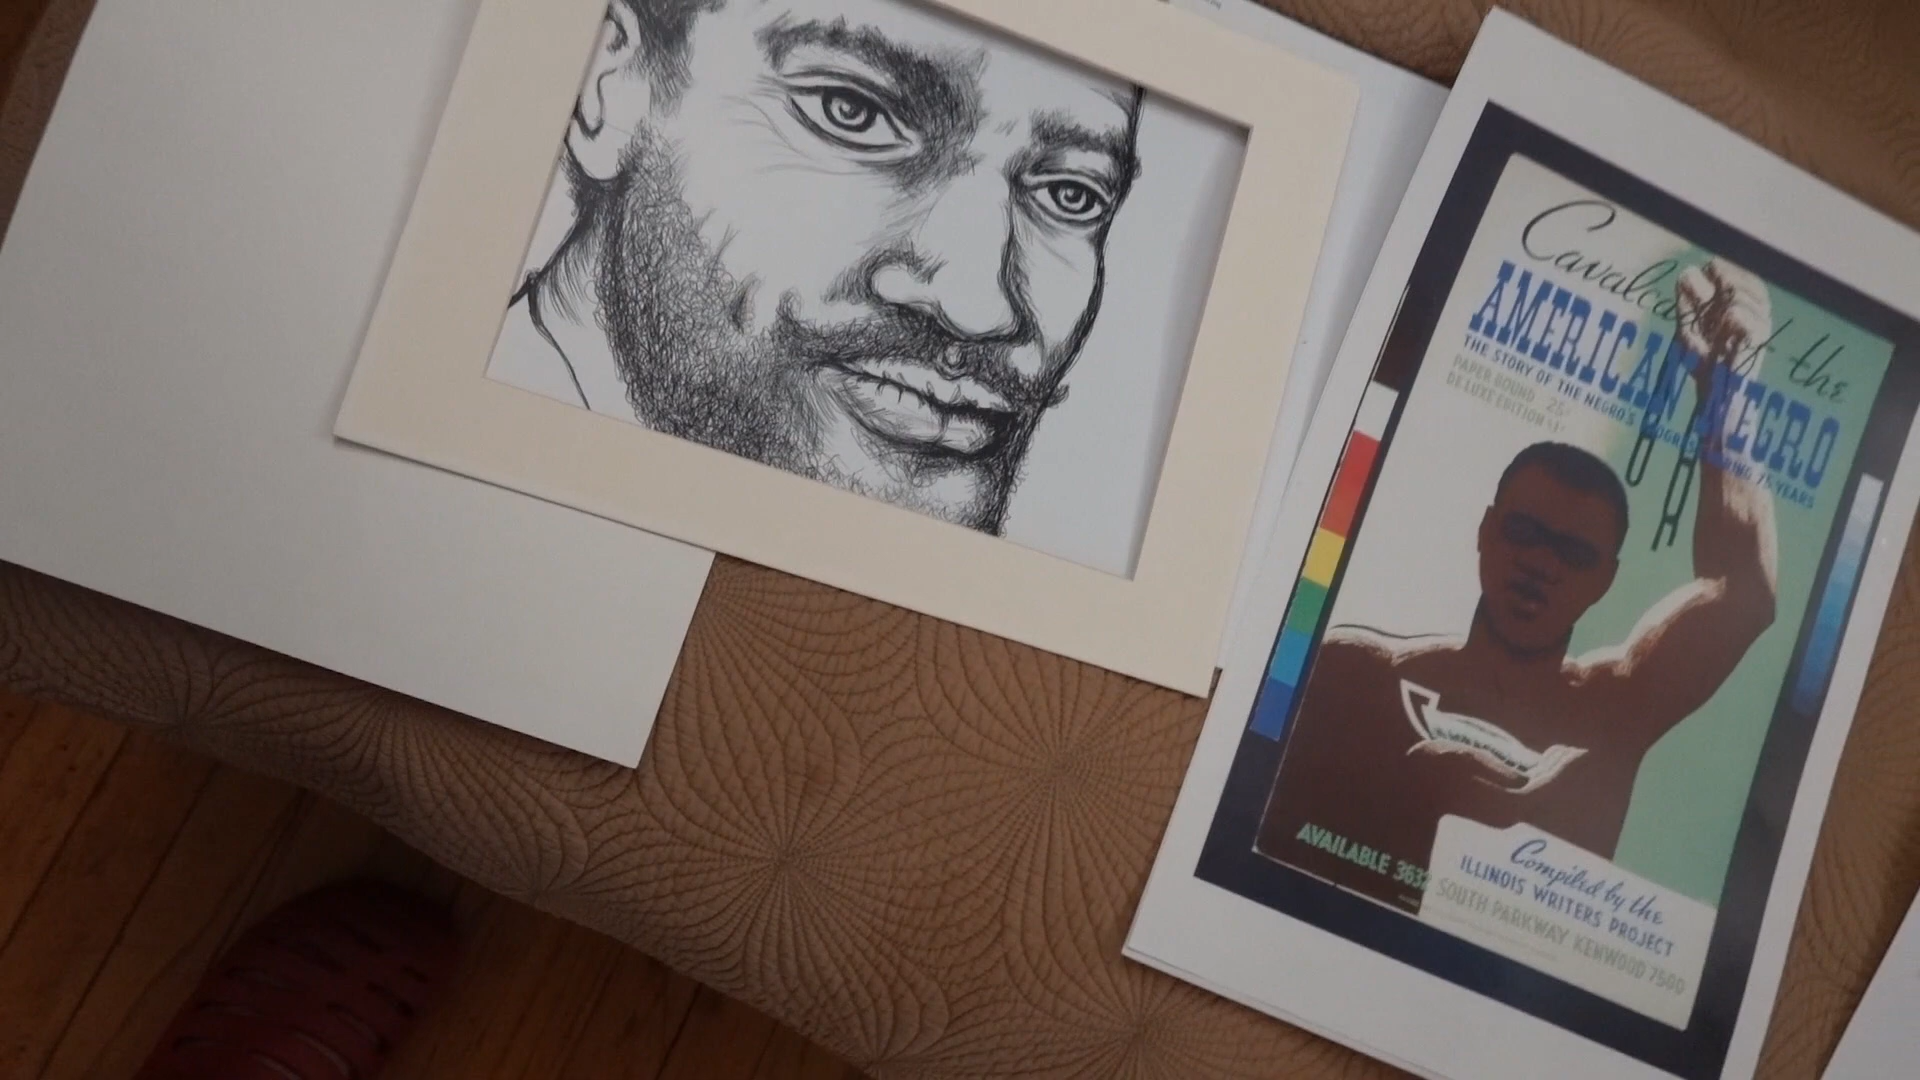 Cavalcade of the
AMERICAN NEGRO
THE STORY OF THE NEGRO'S PROGRESS DURING 75 YEARS
PAPER BOUND 25¢
DE LUXE EDITION $1
AVAILABLE 3632 SOUTH PARKWAY KENWOOD 7500
Compiled by the
ILLINOIS WRITERS PROJECT